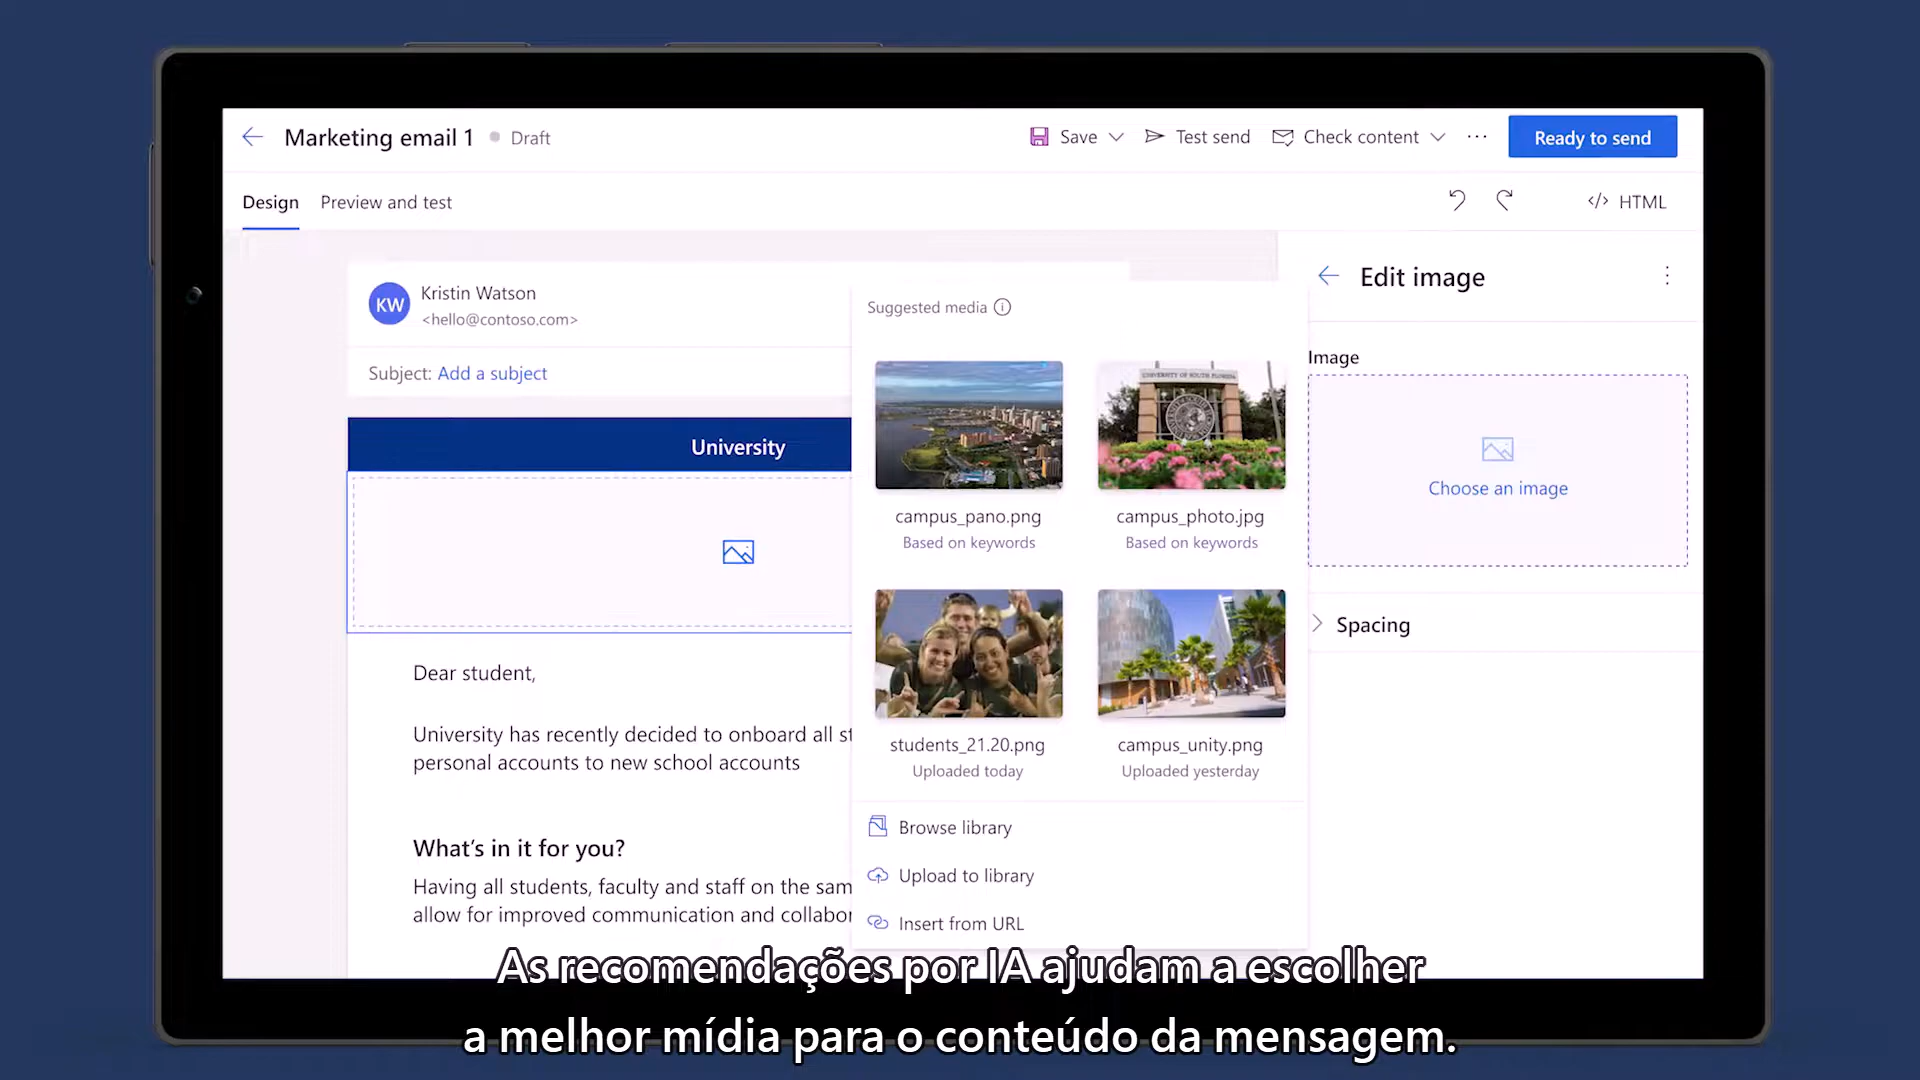 Marketing email 1
Draft
Save
Test send
Check content
Ready to send
Design
Preview and test
</> HTML
KW
Kristin Watson
<hello@contoso.com>
Subject: Add a subject
University
Dear student,
University has recently decided to onboard all st
personal accounts to new school accounts
What's in it for you?
Having all students, faculty and staff on the sam
allow for improved communication and collabor
Suggested media
UNIVERSITY OF SOUTH FLORIDA
campus_pano.png
Based on keywords
campus_photo.jpg
Based on keywords
students_21.20.png
Uploaded today
campus_unity.png
Uploaded yesterday
Browse library
Upload to library
Insert from URL
Edit image
Image
Choose an image
Spacing
As recomendações por IA ajudam a escolher
a melhor mídia para o conteúdo da mensagem.